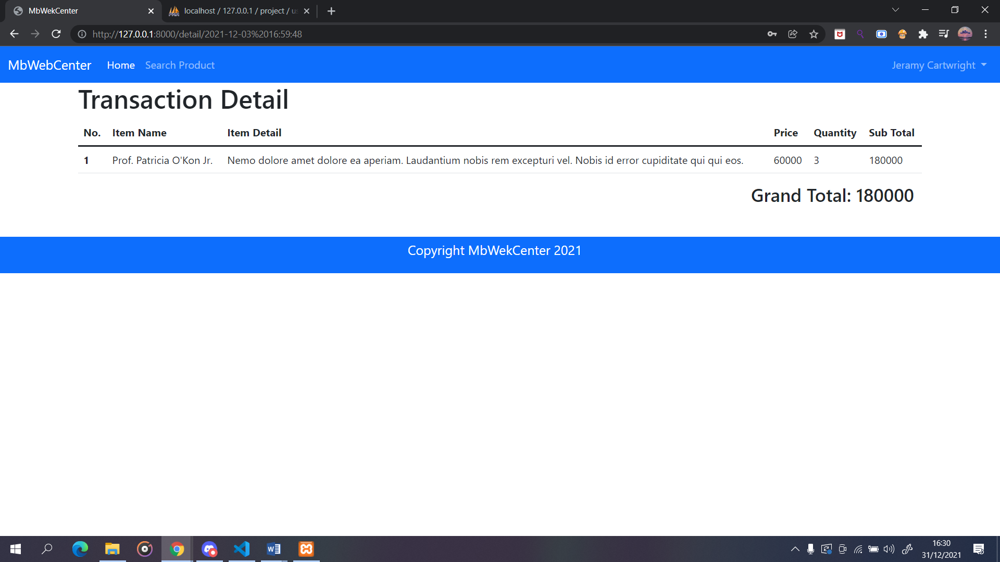 MbWekCenter
localhost / 127.0.0.1 / project / us
http://127.0.0.1:8000/detail/2021-12-03%2016:59:48
MbWebCenter Home Search Product Jeramy Cartwright
Transaction Detail
No. Item Name Item Detail Price Quantity Sub Total
1 Prof. Patricia O'Kon Jr. Nemo dolore amet dolore ea aperiam. Laudantium nobis rem excepturi vel. Nobis id error cupiditate qui qui eos. 60000 3 180000
Grand Total: 180000
Copyright MbWekCenter 2021
16:30
31/12/2021